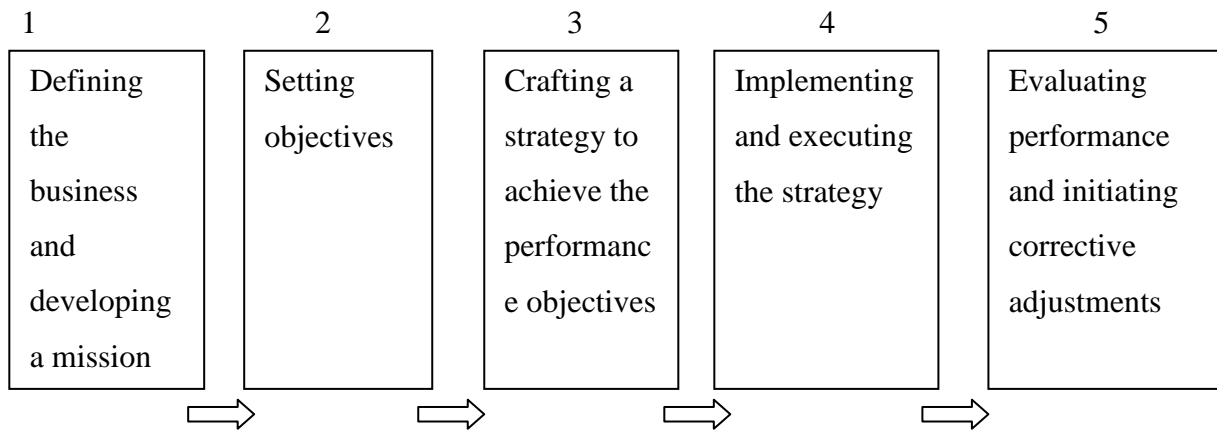 1 2 3 4 5
Defining
the
business
and
developing
a mission
Setting
objectives
Crafting a
strategy to
achieve the
performanc
e objectives
Implementing
and executing
the strategy
Evaluating
performance
and initiating
corrective
adjustments